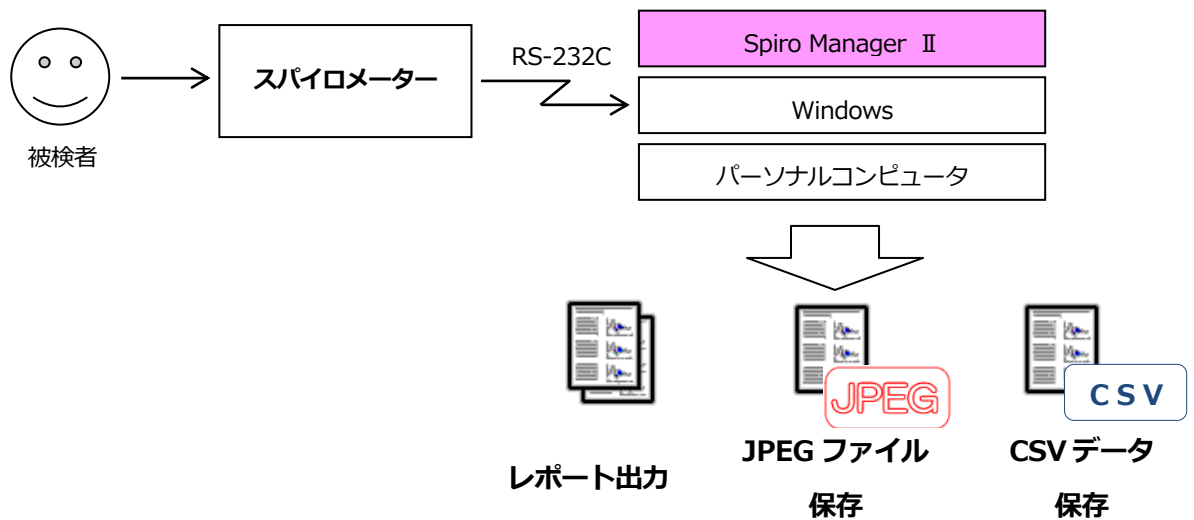 被検者
スパイロメーター
RS-232C
Spiro Manager Ⅱ
Windows
パーソナルコンピュータ
レポート出力
JPEG
JPEG ファイル
保存
CSV
CSV データ
保存